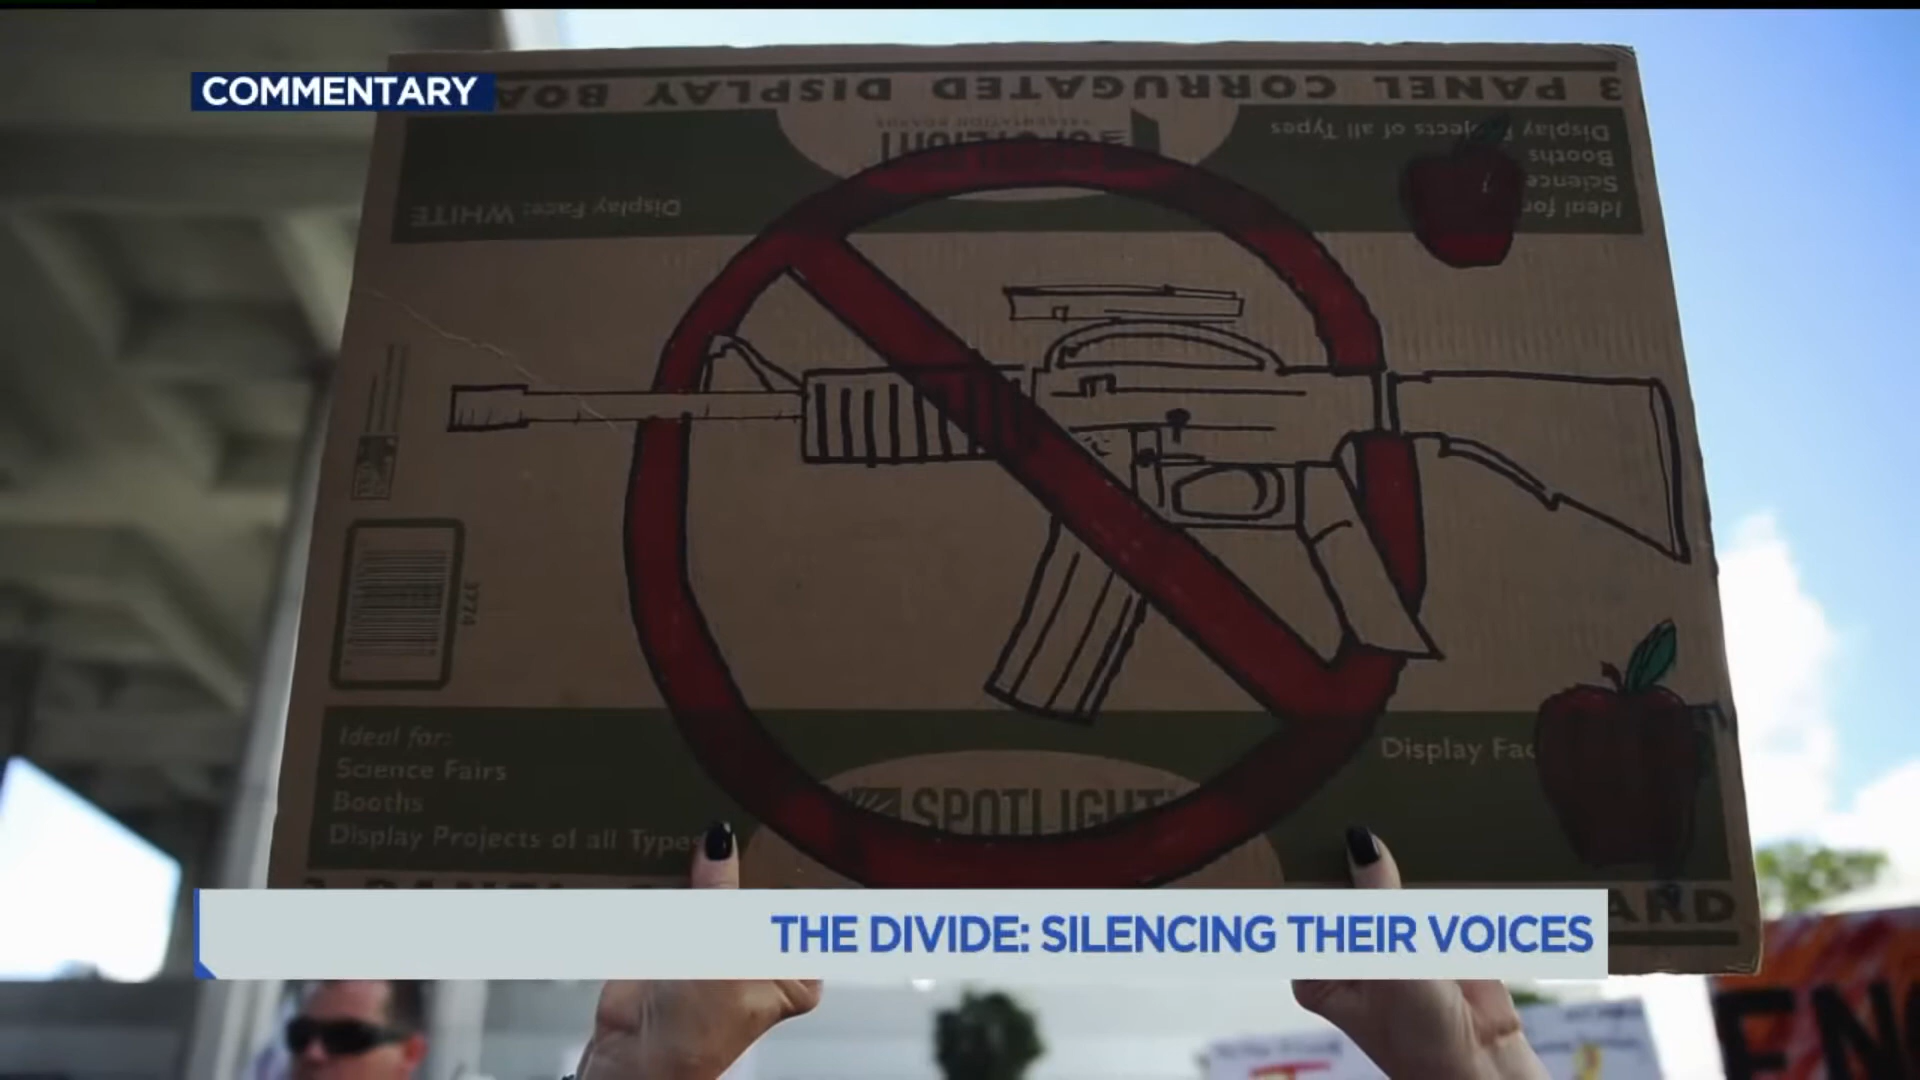 COMMENTARY
3 PANEL CORRUGATED DISPLAY BOA
Ideal for
Science
Booths
Display Projects of all Types
Display Face: WHITE
3774
Ideal for:
Science Fairs
Booths
Display Projects of all Types
SPOTLIGHT
Display Fac
ARD
THE DIVIDE: SILENCING THEIR VOICES